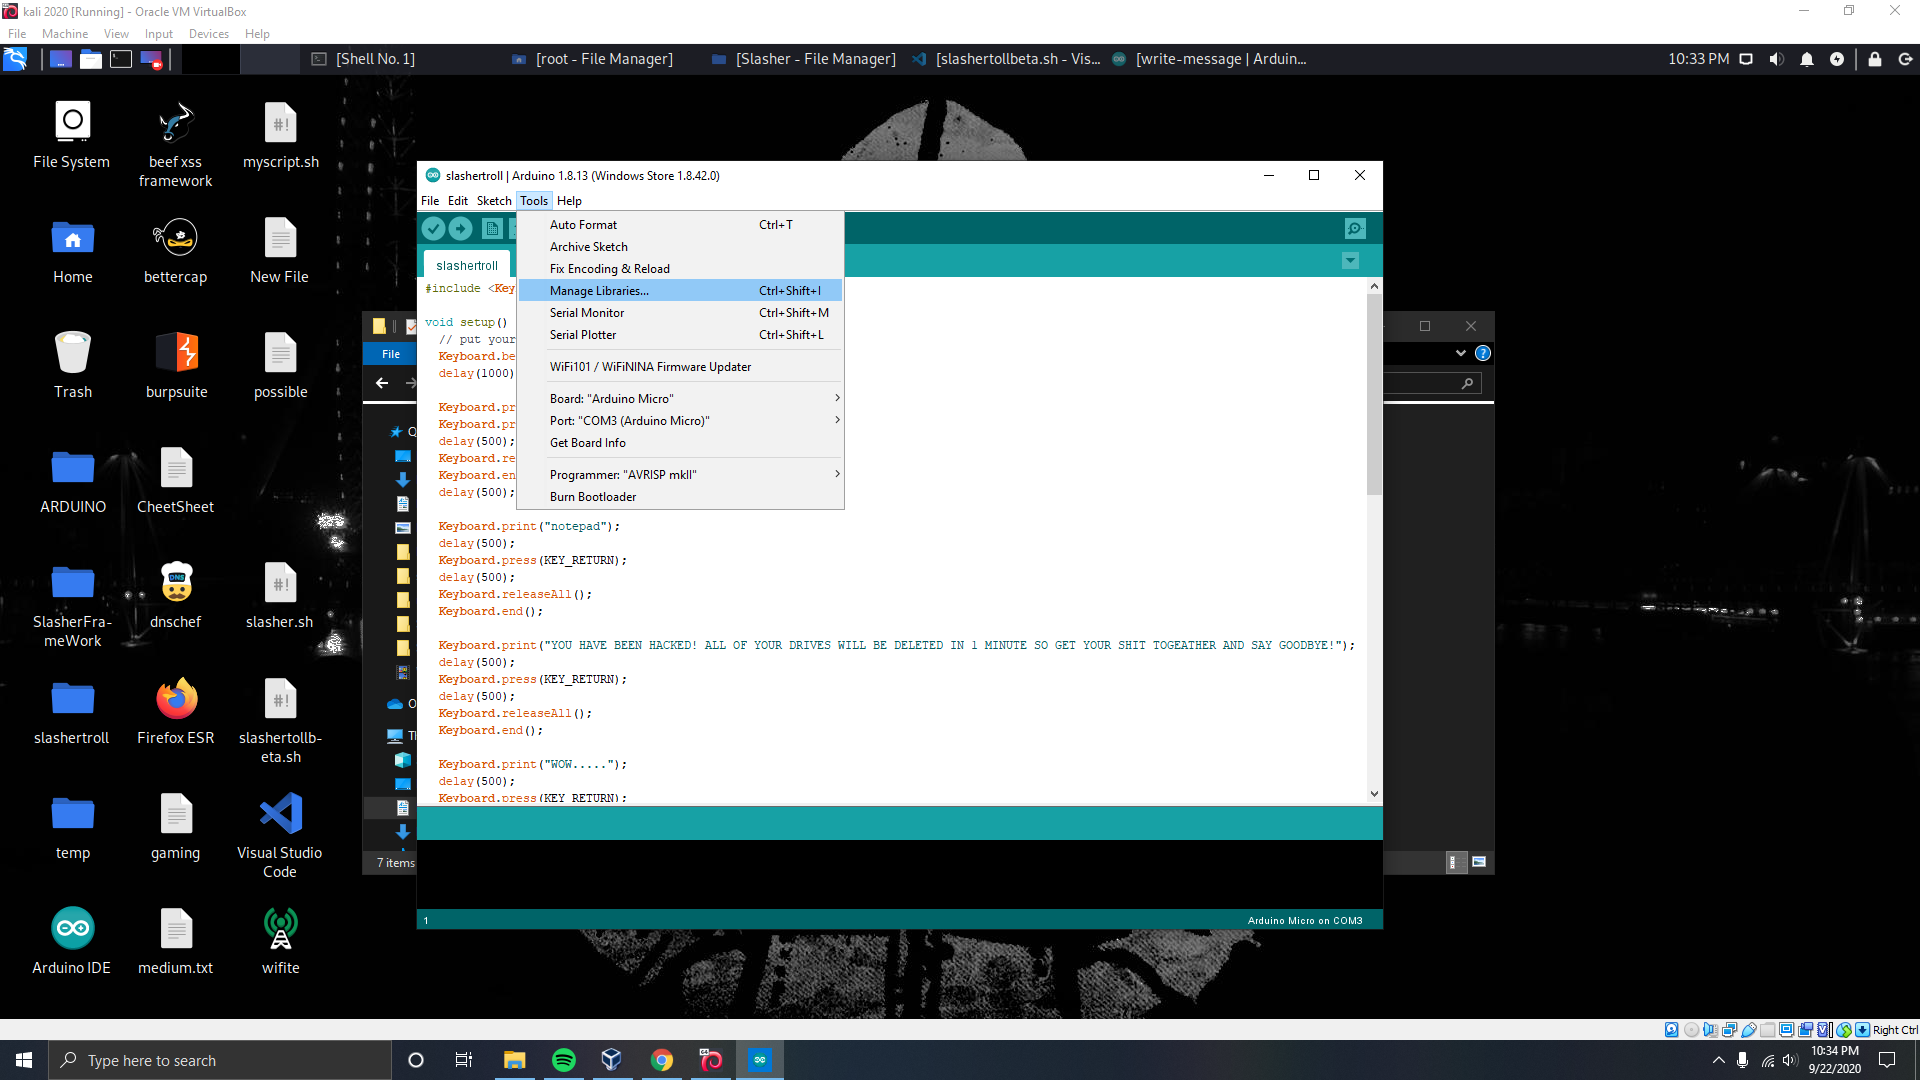 kali 2020 [Running] - Oracle VM VirtualBox
File Machine View Input Devices Help
[Shell No. 1]
[root - File Manager]
[Slasher - File Manager]
[slashertollbeta.sh - Vis...
[write-message | Arduin...
10:33 PM
File System
beef xss framework
myscript.sh
Home
bettercap
New File
Trash
burpsuite
possible
ARDUINO
CheetSheet
SlasherFra-
meWork
dnschef
slasher.sh
slashertroll
Firefox ESR
slashertollb-
eta.sh
temp
gaming
Visual Studio
Code
Arduino IDE
medium.txt
wifite
File
7 items
slashertroll | Arduino 1.8.13 (Windows Store 1.8.42.0)
File Edit Sketch Tools Help
Auto Format Ctrl+T
Archive Sketch
Fix Encoding & Reload
Manage Libraries... Ctrl+Shift+I
Serial Monitor Ctrl+Shift+M
Serial Plotter Ctrl+Shift+L
WiFi101 / WiFiNINA Firmware Updater
Board: "Arduino Micro"
Port: "COM3 (Arduino Micro)"
Get Board Info
Programmer: "AVRISP mkII"
Burn Bootloader
slashertroll
#include <Key
void setup()
// put your
Keyboard.be
delay(1000)
Keyboard.pr
Keyboard.pr
delay(500);
Keyboard.re
Keyboard.en
delay(500);
Keyboard.print("notepad");
delay(500);
Keyboard.press(KEY_RETURN);
delay(500);
Keyboard.releaseAll();
Keyboard.end();
Keyboard.print("YOU HAVE BEEN HACKED! ALL OF YOUR DRIVES WILL BE DELETED IN 1 MINUTE SO GET YOUR SHIT TOGEATHER AND SAY GOODBYE!");
delay(500);
Keyboard.press(KEY_RETURN);
delay(500);
Keyboard.releaseAll();
Keyboard.end();
Keyboard.print("WOW.....");
delay(500);
Keyboard.press(KEY_RETURN);
1
Arduino Micro on COM3
Right Ctrl
Type here to search
10:34 PM
9/22/2020